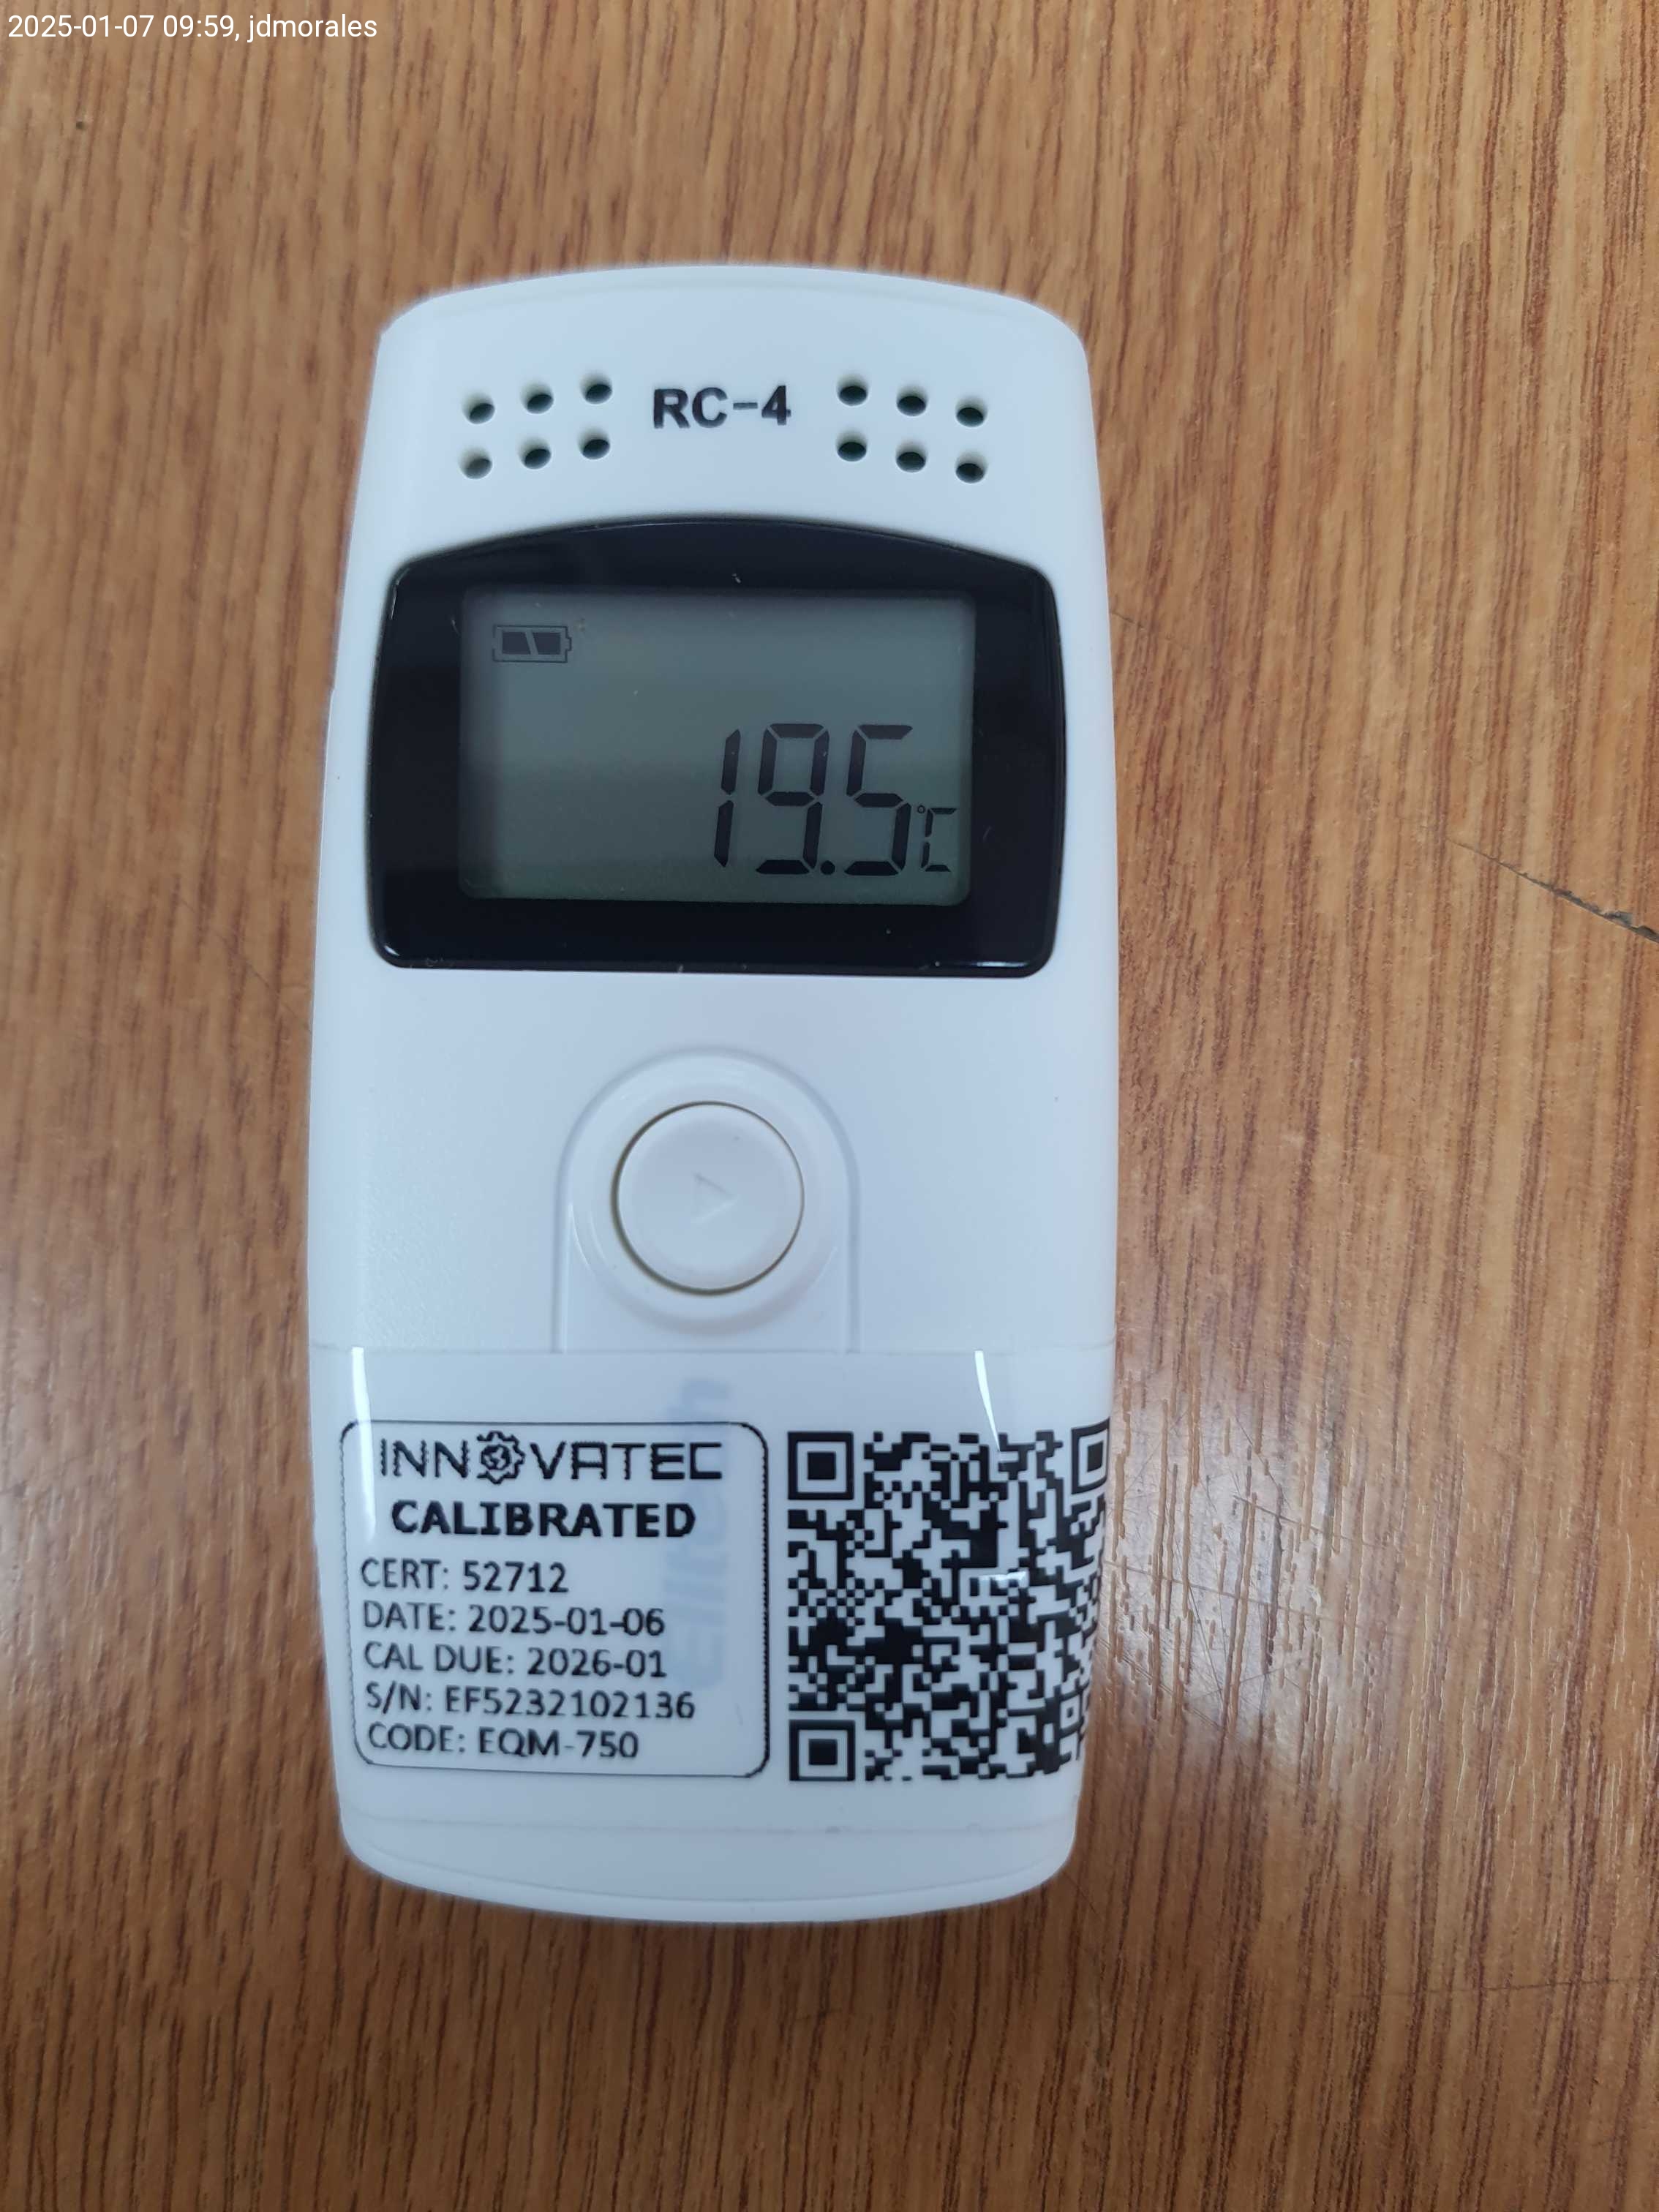 2025-01-07 09:59, jdmorales
RC-4
19.5°C
INNOVATEC
CALIBRATED
CERT: 52712
DATE: 2025-01-06
CAL DUE: 2026-01
S/N: EF5232102136
CODE: EQM-750
Elitech